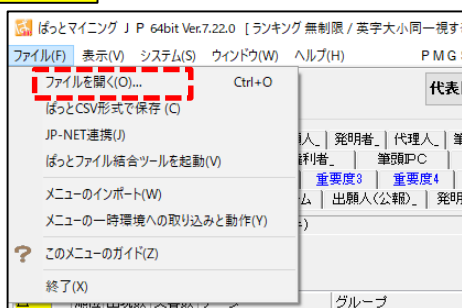 ぱっとマイニング JP 64bit Ver.7.22.0 [ランキング無制限 / 英字大小同一視す
ファイル(F) 表示(V) システム(S) ウィンドウ(W) ヘルプ(H) PMG
ファイルを開く(O)... Ctrl+O
代表
ぱっとCSV形式で保存 (C)
JP-NET連携(J)
人_ 発明者_ 代理人_ 筆
ぱっとファイル結合ツールを起動(V)
利者_ 筆頭IPC
重要度3 重要度4
メニューのインポート(W)
ム 出願人(公報)_ 発明
メニューの一時環境への取り込みと動作(Y)
このメニューのガイド(Z)
終了(X)
グループ